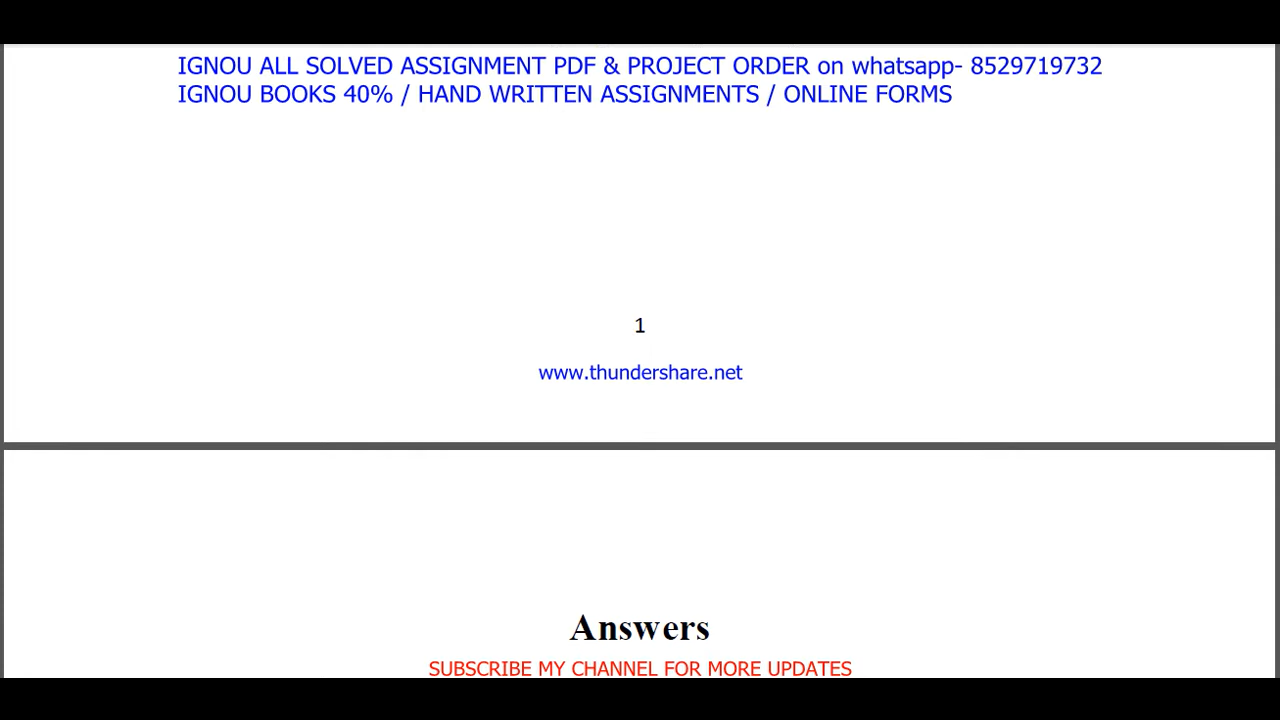 IGNOU ALL SOLVED ASSIGNMENT PDF & PROJECT ORDER on whatsapp- 8529719732
IGNOU BOOKS 40% / HAND WRITTEN ASSIGNMENTS / ONLINE FORMS
1
www.thundershare.net
Answers
SUBSCRIBE MY CHANNEL FOR MORE UPDATES